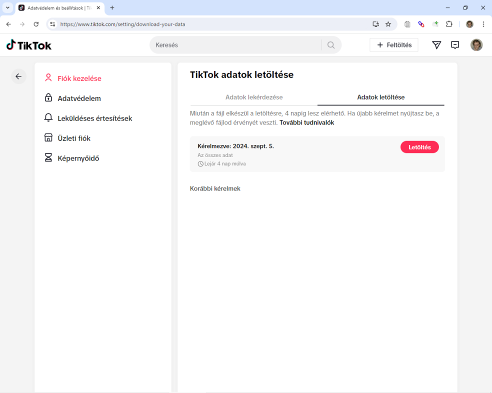 Adatvédelem és beállítások | Ti
https://www.tiktok.com/setting/download-your-data
TikTok
Keresés
Feltöltés
Fiók kezelése
Adatvédelem
Leküldéses értesítések
Üzleti fiók
Képernyőidő
TikTok adatok letöltése
Adatok lekérdezése
Adatok letöltése
Miután a fájl elkészül a letöltésre, 4 napig lesz elérhető. Ha újabb kérelmet nyújtasz be, a
meglévő fájlod érvényét veszti. További tudnivalók
Kérelmezve: 2024. szept. 5.
Az összes adat
Lejár 4 nap múlva
Letöltés
Korábbi kérelmek